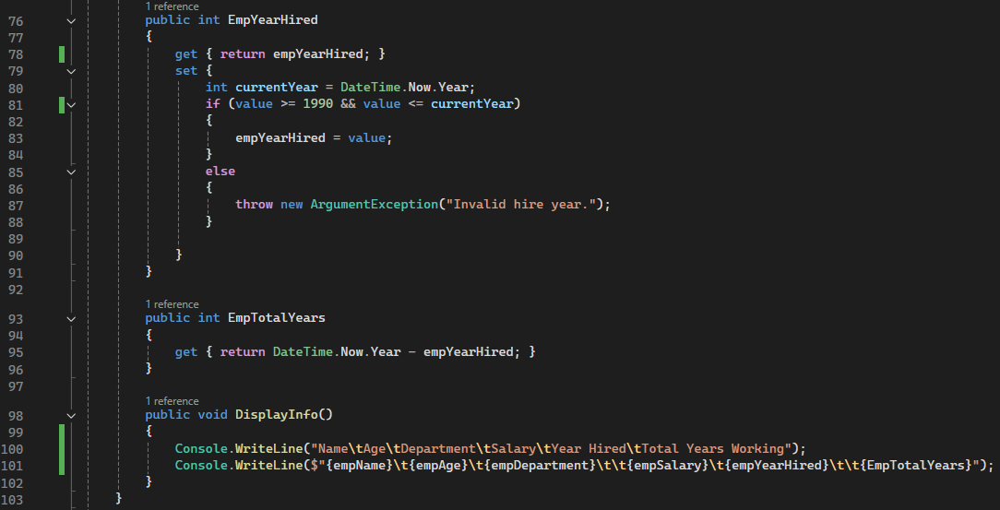 1 reference
76 public int EmpYearHired
77 {
78 get { return empYearHired; }
79 set {
80 int currentYear = DateTime.Now.Year;
81 if (value >= 1990 && value <= currentYear)
82 {
83 empYearHired = value;
84 }
85 else
86 {
87 throw new ArgumentException("Invalid hire year.");
88 }
89
90 }
91 }
92
1 reference
93 public int EmpTotalYears
94 {
95 get { return DateTime.Now.Year - empYearHired; }
96 }
97
1 reference
98 public void DisplayInfo()
99 {
100 Console.WriteLine("Name\tAge\tDepartment\tSalary\tYear Hired\tTotal Years Working");
101 Console.WriteLine($"{empName}\t{empAge}\t{empDepartment}\t\t{empSalary}\t{empYearHired}\t\t{EmpTotalYears}");
102 }
103 }